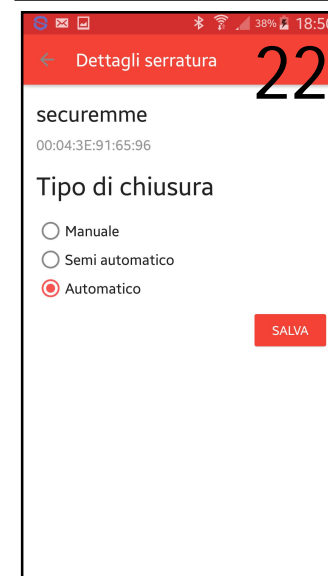 38% 18:50
Dettagli serratura
22
securemme
00:04:3E:91:65:96
Tipo di chiusura
Manuale
Semi automatico
Automatico
SALVA